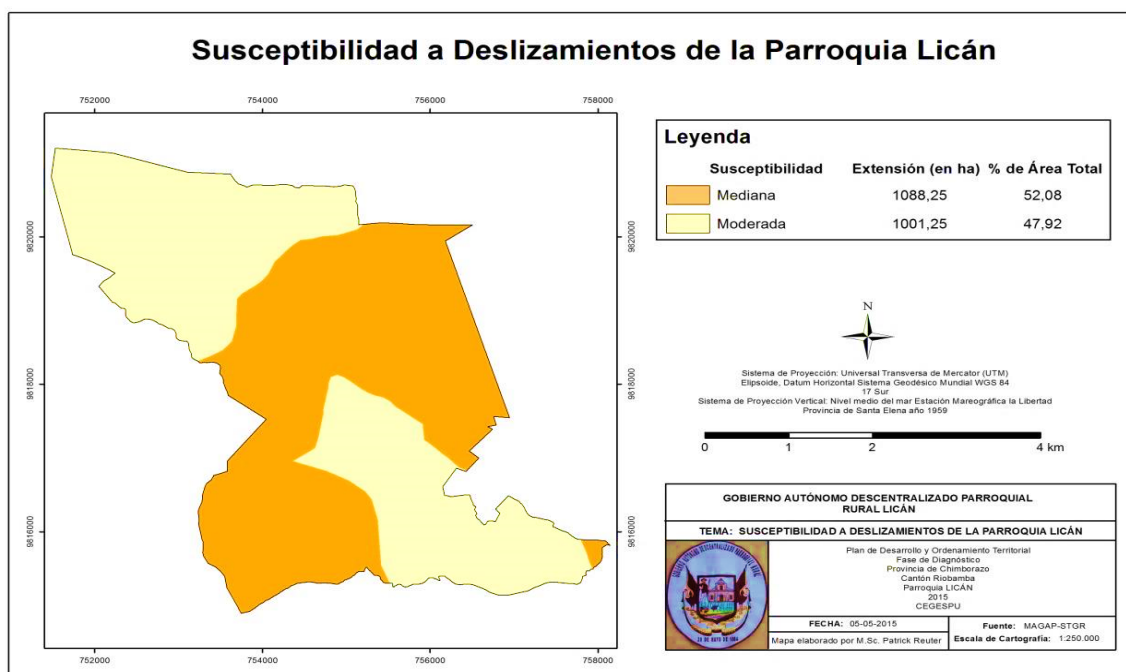 Susceptibilidad a Deslizamientos de la Parroquia Licán
752000 754000 756000 758000
9820000
9818000
9816000
752000 754000 756000 758000
Leyenda
Susceptibilidad Extensión (en ha) % de Área Total
Mediana 1088,25 52,08
Moderada 1001,25 47,92
N
Sistema de Proyección: Universal Transversa de Mercator (UTM)
Elipsoide, Datum Horizontal Sistema Geodésico Mundial WGS 84
17 Sur
Sistema de Proyección Vertical: Nivel medio del mar Estación Mareográfica la Libertad
Provincia de Santa Elena año 1959
0 1 2 4 km
GOBIERNO AUTÓNOMO DESCENTRALIZADO PARROQUIAL
RURAL LICÁN
TEMA: SUSCEPTIBILIDAD A DESLIZAMIENTOS DE LA PARROQUIA LICÁN
Plan de Desarrollo y Ordenamiento Territorial
Fase de Diagnóstico
Provincia de Chimborazo
Cantón Riobamba
Parroquia LICÁN
2015
CEGESPU
FECHA: 05-05-2015
Mapa elaborado por M.Sc. Patrick Reuter
Fuente: MAGAP-STGR
Escala de Cartografía: 1:250.000